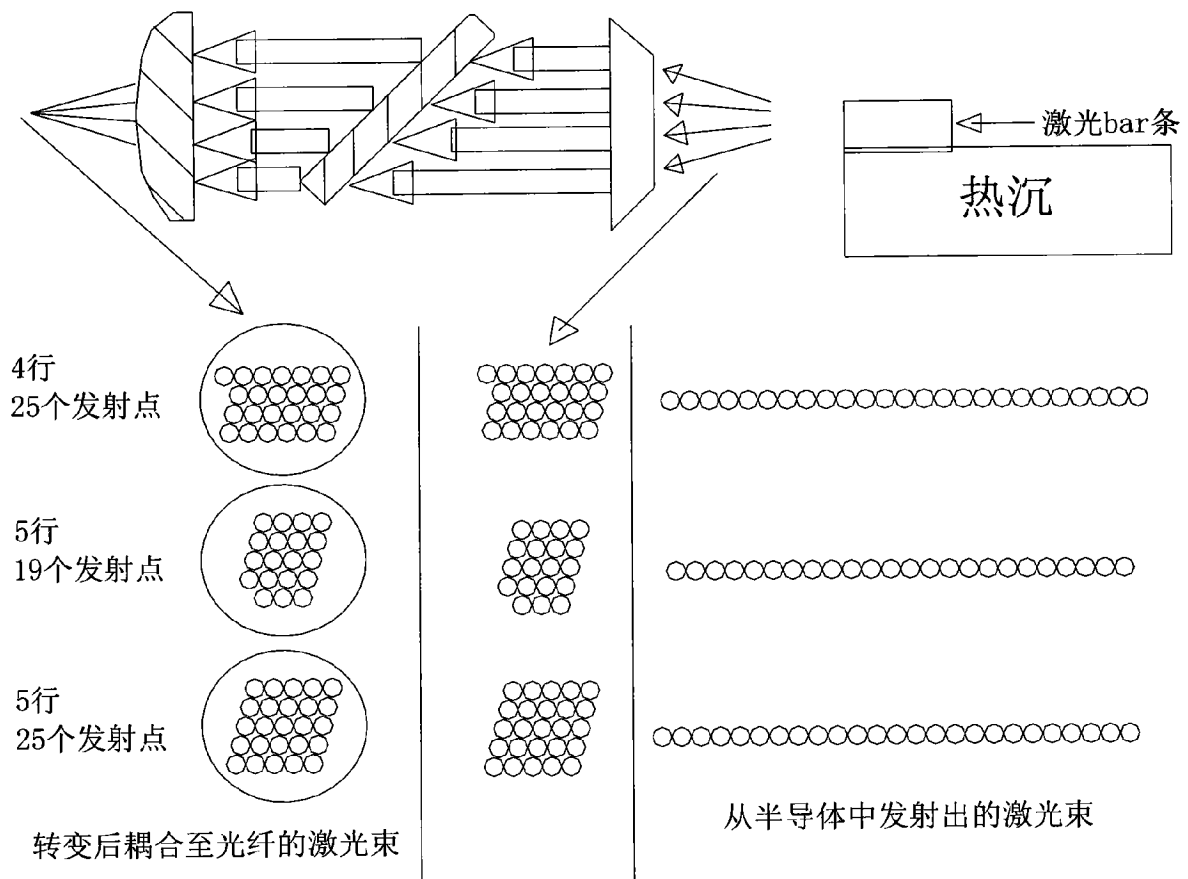 激光bar条
热沉
4行
25个发射点
5行
19个发射点
5行
25个发射点
转变后耦合至光纤的激光束
从半导体中发射出的激光束